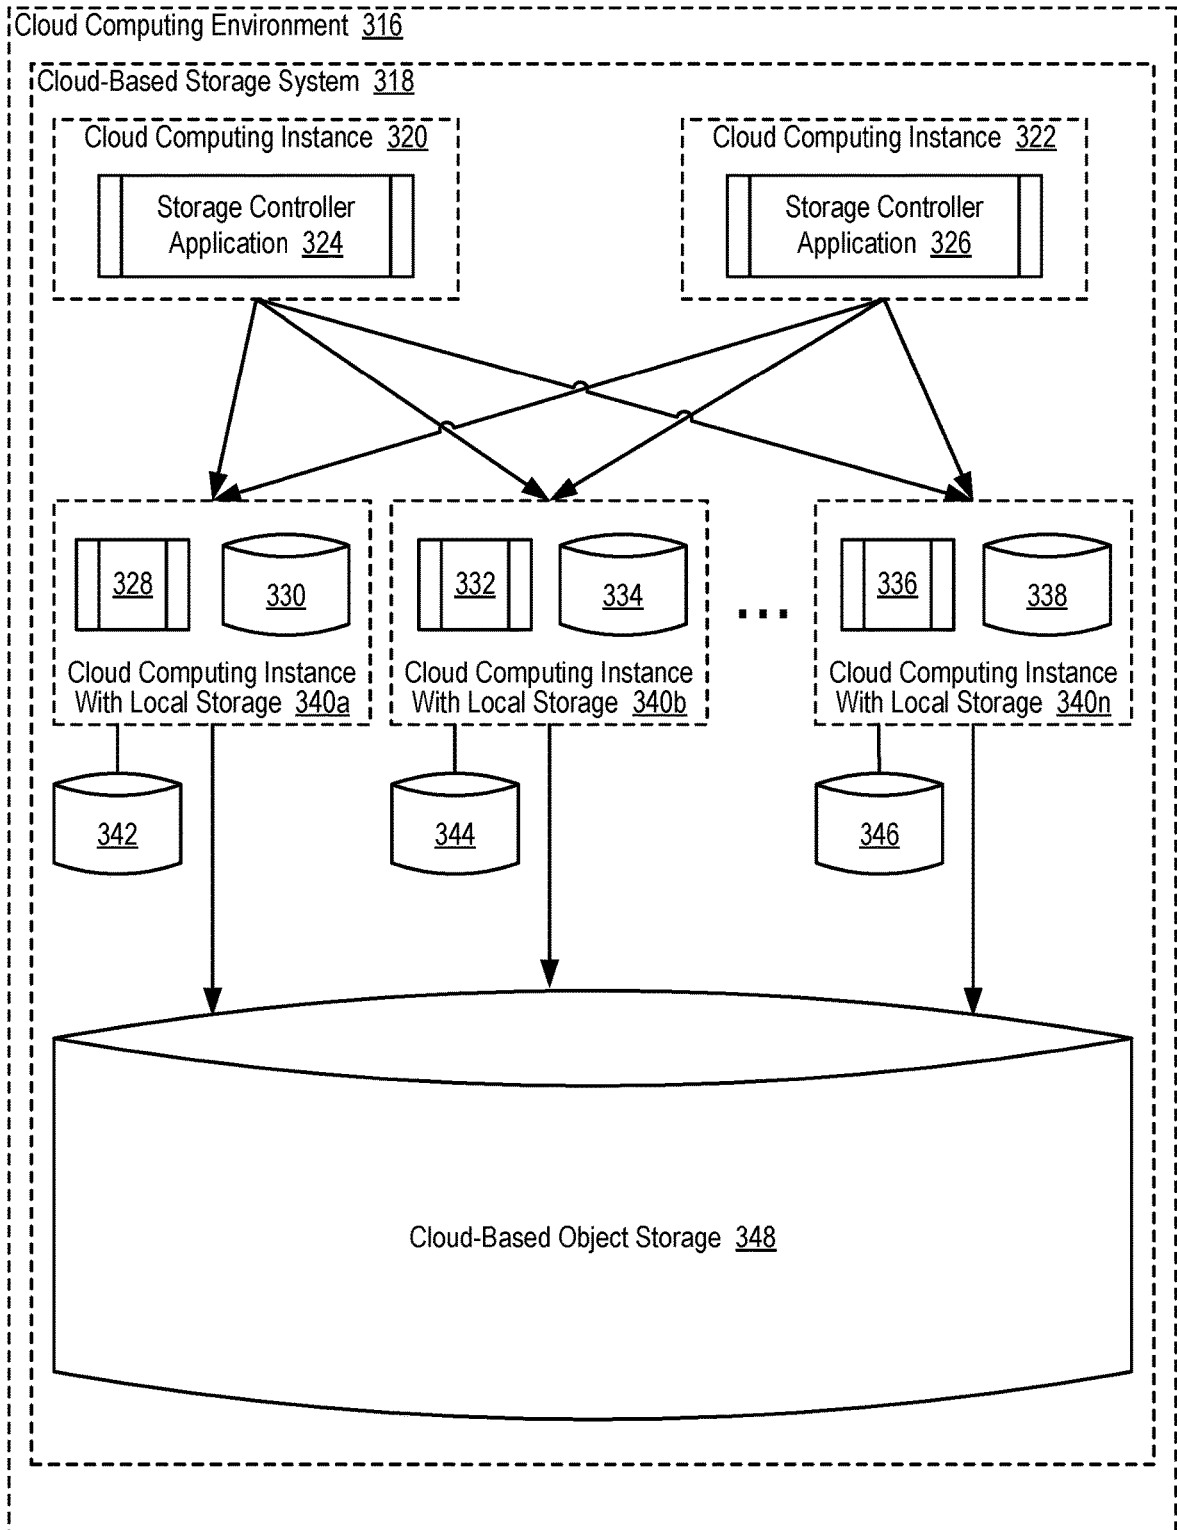 Cloud Computing Environment 316
Cloud-Based Storage System 318
Cloud Computing Instance 320
Storage Controller
Application 324
Cloud Computing Instance 322
Storage Controller
Application 326
328
330
Cloud Computing Instance
With Local Storage 340a
332
334
Cloud Computing Instance
With Local Storage 340b
...
336
338
Cloud Computing Instance
With Local Storage 340n
342
344
346
Cloud-Based Object Storage 348